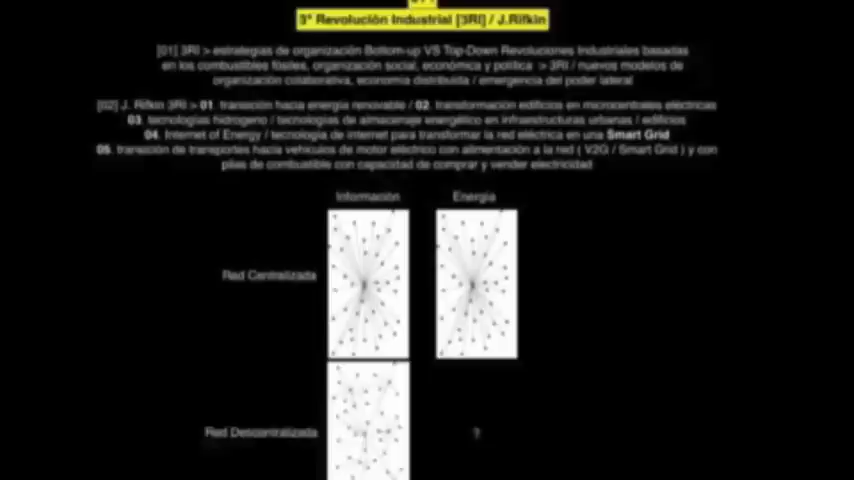 3ª Revolución Industrial [3RI] / J.Rifkin
[01] 3RI > estrategias de organización Bottom-up VS Top-Down Revoluciones Industriales basadas
en los combustibles fósiles, organización social, económica y política > 3RI / nuevos modelos de
organización colaborativa, economía distribuida / emergencia del poder lateral
[02] J. Rifkin 3RI > 01. transición hacia energía renovable / 02. transformación edificios en microcentrales eléctricas
03. tecnologías hidrogeno / tecnologías de almacenaje energético en infraestructuras urbanas / edificios
04. Internet of Energy / tecnología de internet para transformar la red eléctrica en una Smart Grid
05. transición de transportes hacia vehículos de motor eléctrico con alimentación a la red ( V2G / Smart Grid ) y con
pilas de combustible con capacidad de comprar y vender electricidad
Información Energía
Red Centralizada
Red Descentralizada ?